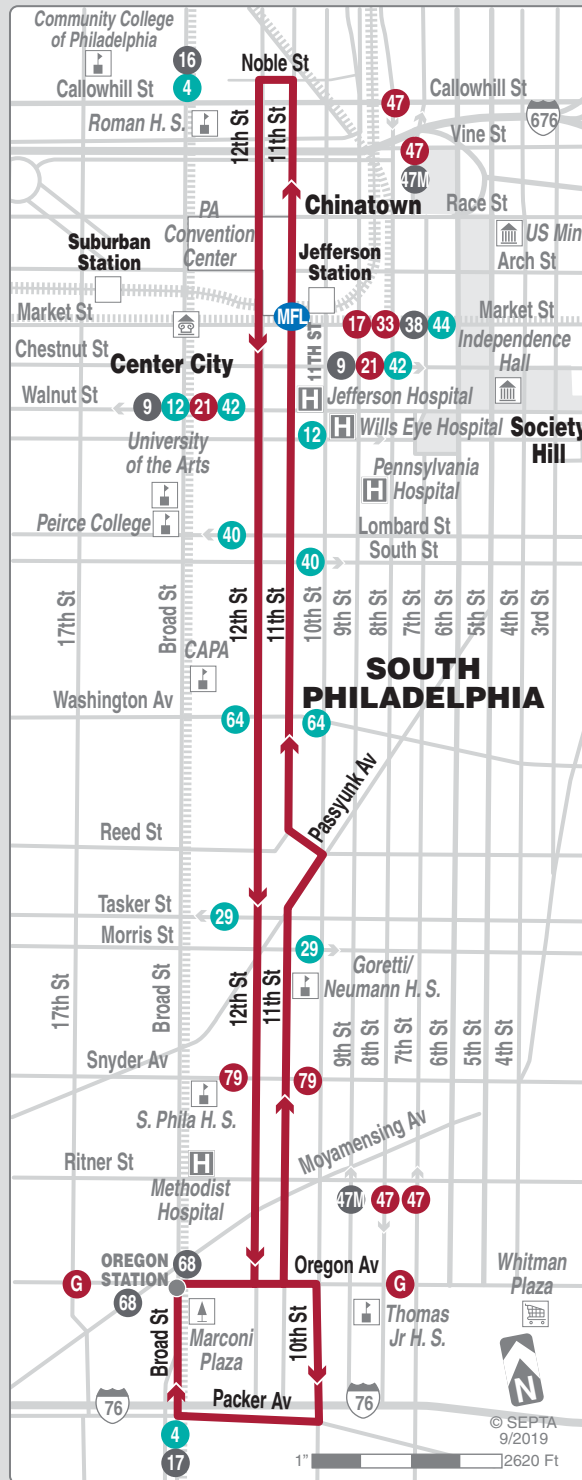 Community College
of Philadelphia
16
Noble St
Callowhill St
4
47
Callowhill St
Roman H. S.
12th St
11th St
676
Vine St
47
47M
Chinatown
Race St
PA
Convention
Center
Suburban
Station
Jefferson
Station
US Min
Arch St
Market St
MFL
17
33
38
44
Market St
Chestnut St
Independence
Hall
Center City
11TH ST
9
21
42
Walnut St
9
12
21
42
H
Jefferson Hospital
12
H
Wills Eye Hospital
Society
Hill
University
of the Arts
H
Pennsylvania
Hospital
Peirce College
40
Lombard St
South St
40
17th St
Broad St
12th St
11th St
10th St
9th St
8th St
7th St
6th St
5th St
4th St
3rd St
CAPA
SOUTH
PHILADELPHIA
Washington Av
64
64
Passyunk Av
Reed St
Tasker St
29
Morris St
29
Goretti/
Neumann H. S.
17th St
Broad St
12th St
11th St
9th St
8th St
7th St
6th St
5th St
4th St
Snyder Av
79
79
S. Phila H. S.
Moyamensing Av
Ritner St
H
Methodist
Hospital
47M
47
47
OREGON
STATION
68
Oregon Av
Whitman
Plaza
G
G
68
Broad St
Marconi
Plaza
10th St
Thomas
Jr H. S.
76
Packer Av
76
N
4
17
© SEPTA
9/2019
1"
2620 Ft